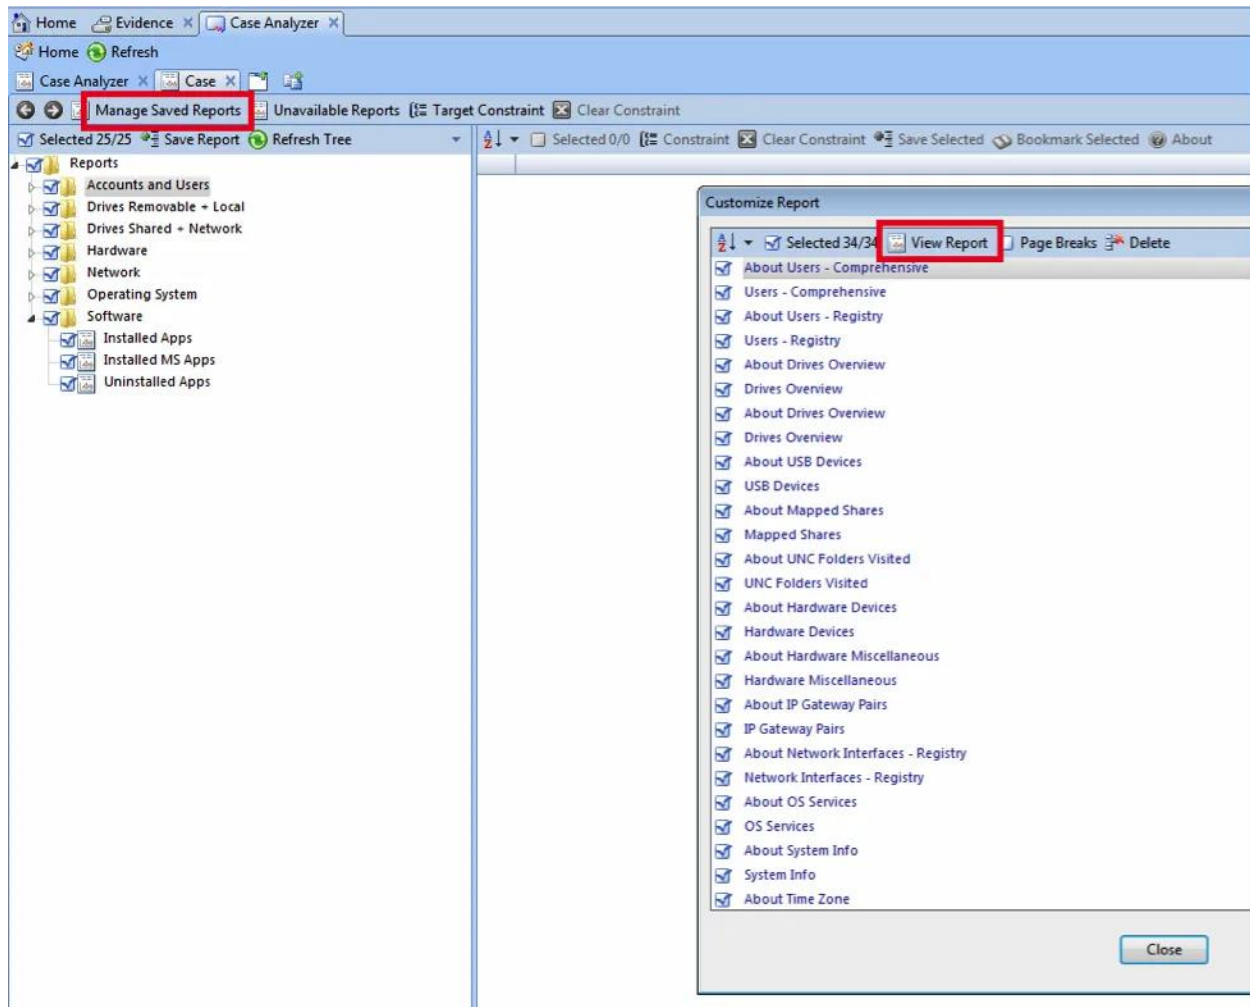 Home Evidence Case Analyzer
Home Refresh
Case Analyzer Case
Manage Saved Reports Unavailable Reports Target Constraint Clear Constraint
Selected 25/25 Save Report Refresh Tree
Selected 0/0 Constraint Clear Constraint Save Selected Bookmark Selected About
Reports
Accounts and Users
Drives Removable + Local
Drives Shared + Network
Hardware
Network
Operating System
Software
Installed Apps
Installed MS Apps
Uninstalled Apps
Customize Report
Selected 34/34 View Report Page Breaks Delete
About Users - Comprehensive
Users - Comprehensive
About Users - Registry
Users - Registry
About Drives Overview
Drives Overview
About Drives Overview
Drives Overview
About USB Devices
USB Devices
About Mapped Shares
Mapped Shares
About UNC Folders Visited
UNC Folders Visited
About Hardware Devices
Hardware Devices
About Hardware Miscellaneous
Hardware Miscellaneous
About IP Gateway Pairs
IP Gateway Pairs
About Network Interfaces - Registry
Network Interfaces - Registry
About OS Services
OS Services
About System Info
System Info
About Time Zone
Close